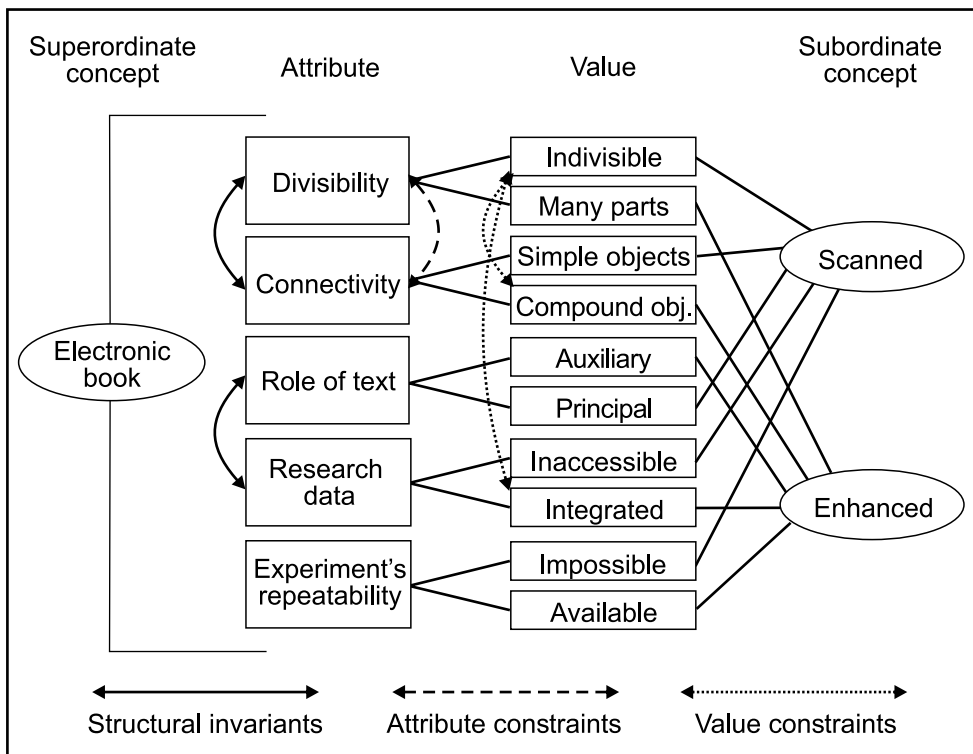 Superordinate
concept
Attribute
Value
Subordinate
concept
Electronic
book
Divisibility
Connectivity
Role of text
Research
data
Experiment’s
repeatability
Indivisible
Many parts
Simple objects
Compound obj.
Auxiliary
Principal
Inaccessible
Integrated
Impossible
Available
Scanned
Enhanced
Structural invariants
Attribute constraints
Value constraints